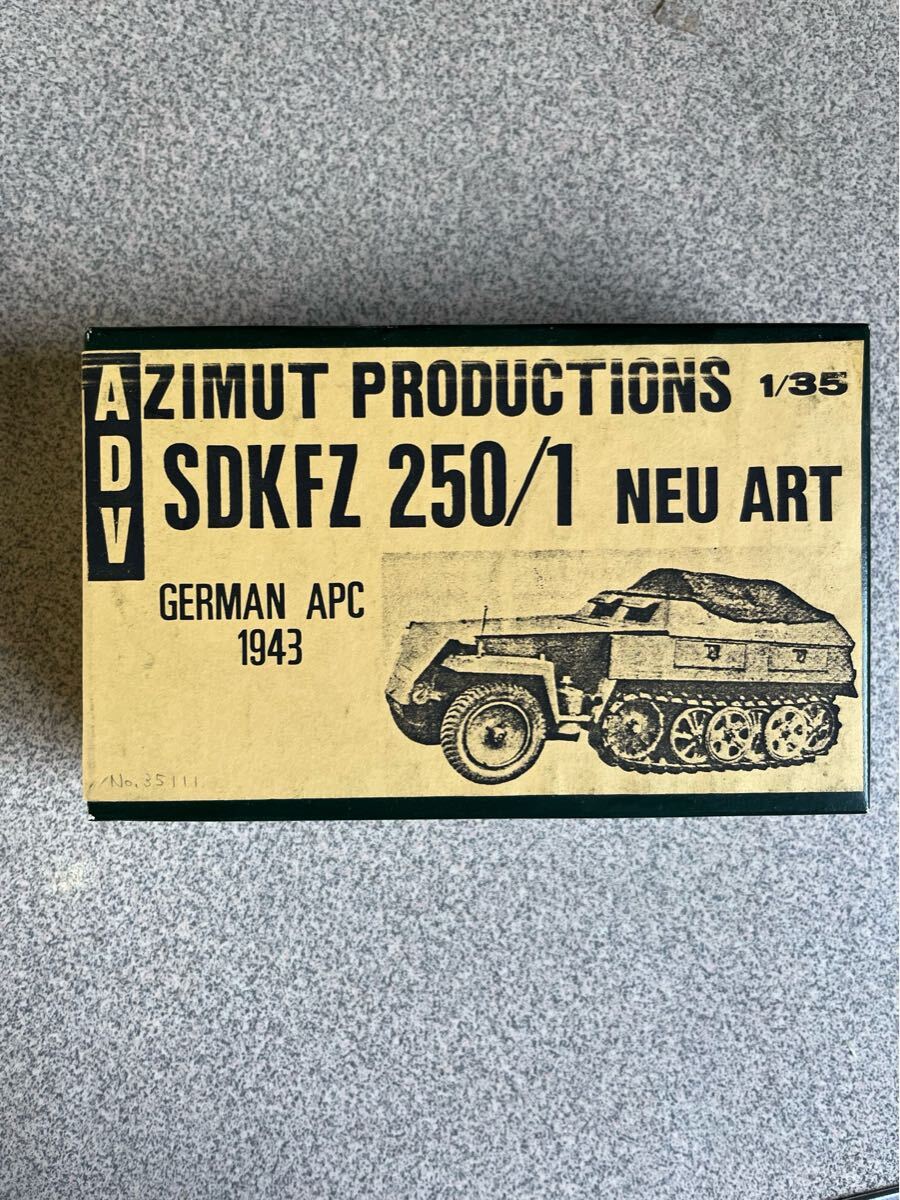 AZIMUT PRODUCTIONS 1/35
ADV
SDKFZ 250/1 NEU ART
GERMAN APC
1943
No.35111